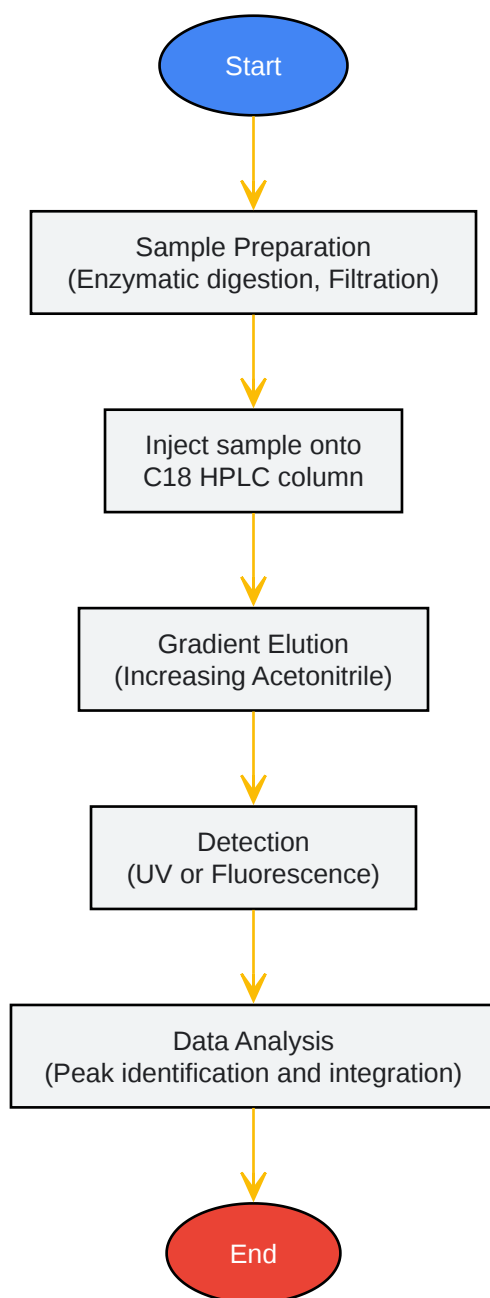 Start
Sample Preparation
(Enzymatic digestion, Filtration)
Inject sample onto
C18 HPLC column
Gradient Elution
(Increasing Acetonitrile)
Detection
(UV or Fluorescence)
Data Analysis
(Peak identification and integration)
End